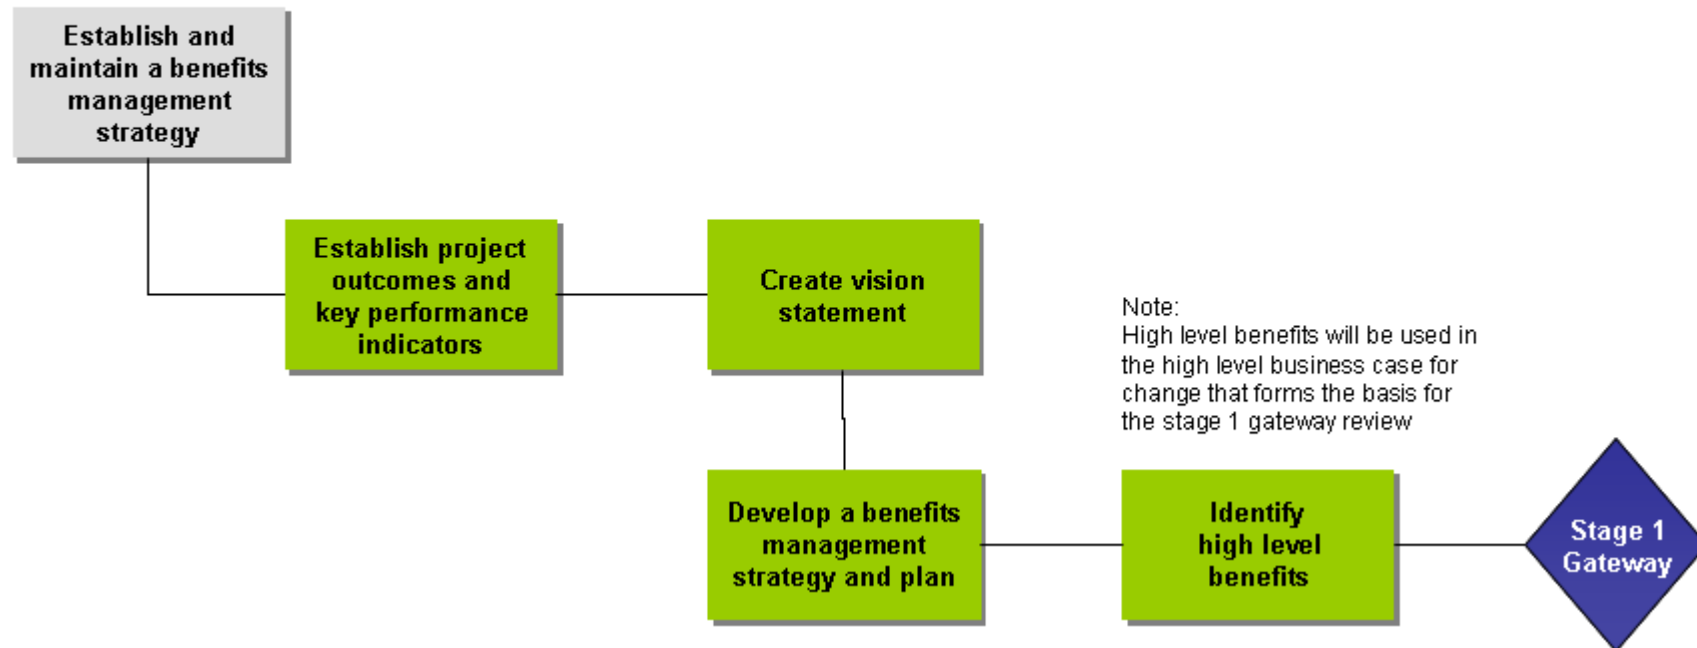 Establish and
maintain a benefits
management
strategy
Establish project
outcomes and
key performance
indicators
Create vision
statement
Note:
High level benefits will be used in
the high level business case for
change that forms the basis for
the stage 1 gateway review
Develop a benefits
management
strategy and plan
Identify
high level
benefits
Stage 1
Gateway